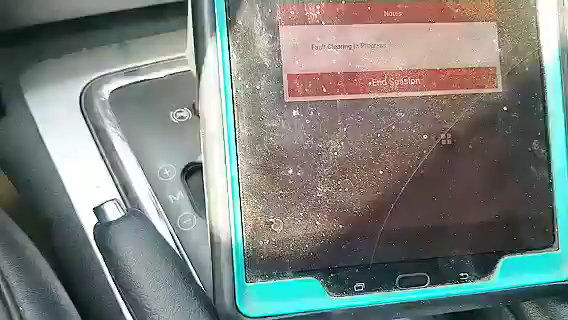 Notes
Fault Clearing in Progress
End Session
+
M
−